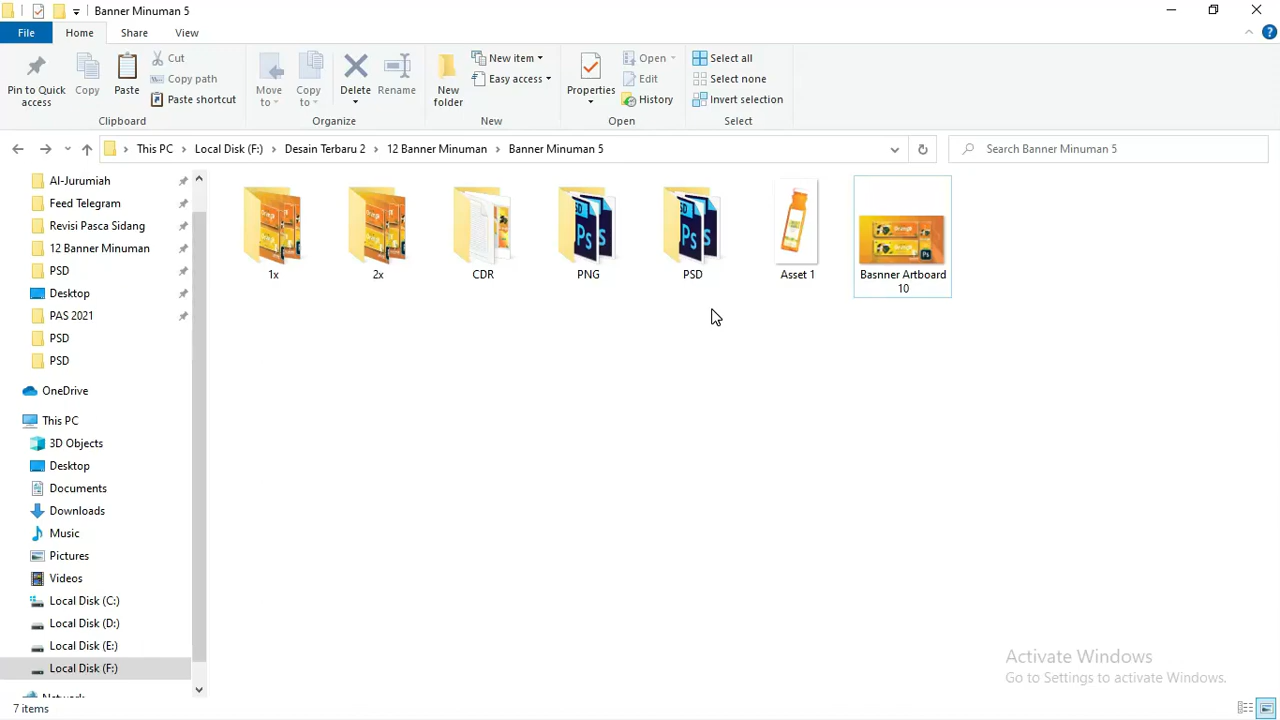 Banner Minuman 5
File
Home
Share
View
Pin to Quick access
Copy
Paste
Cut
Copy path
Paste shortcut
Clipboard
Move to
Copy to
Delete
Rename
Organize
New folder
New item
Easy access
New
Properties
Open
Edit
History
Open
Select all
Select none
Invert selection
Select
This PC > Local Disk (F:) > Desain Terbaru 2 > 12 Banner Minuman > Banner Minuman 5
Search Banner Minuman 5
Al-Jurumiah
Feed Telegram
Revisi Pasca Sidang
12 Banner Minuman
PSD
Desktop
PAS 2021
PSD
PSD
OneDrive
This PC
3D Objects
Desktop
Documents
Downloads
Music
Pictures
Videos
Local Disk (C:)
Local Disk (D:)
Local Disk (E:)
Local Disk (F:)
Network
1x
2x
CDR
PNG
PSD
Asset 1
Basnner Artboard
10
Activate Windows
Go to Settings to activate Windows.
7 items